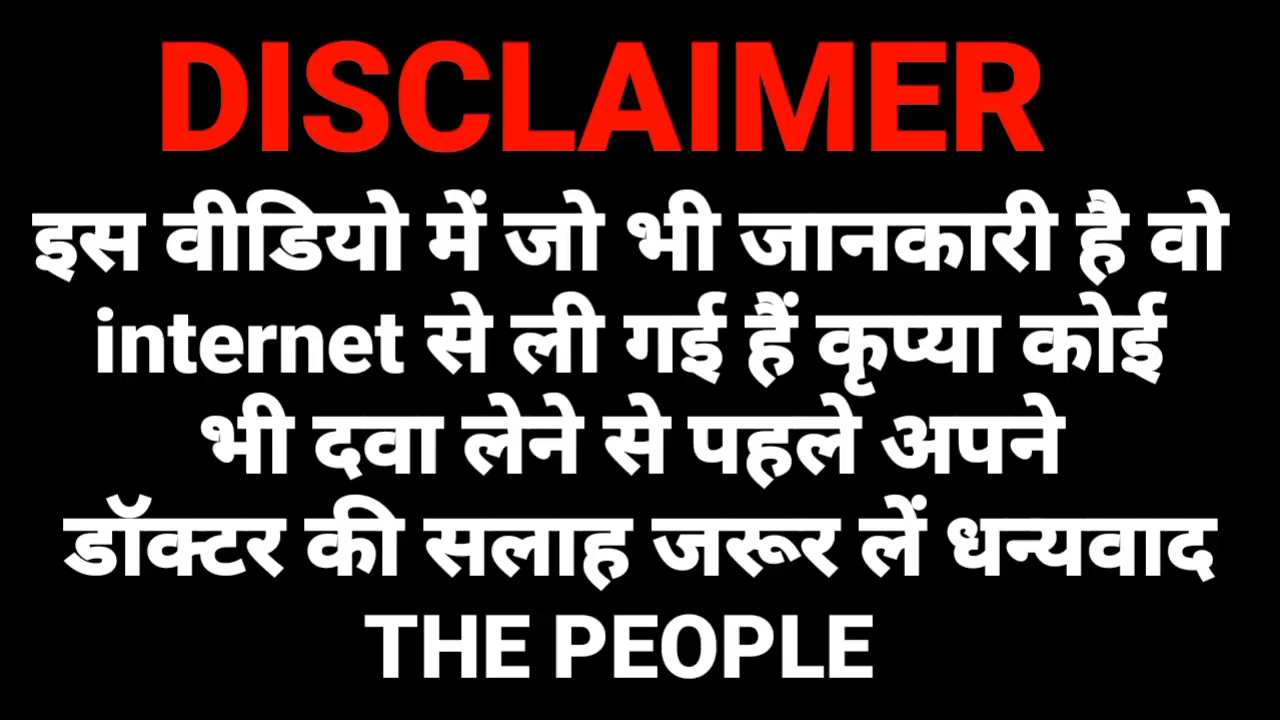 DISCLAIMER
इस वीडियो में जो भी जानकारी है वो
internet से ली गई हैं कृप्या कोई
भी दवा लेने से पहले अपने
डॉक्टर की सलाह जरूर लें धन्यवाद
THE PEOPLE